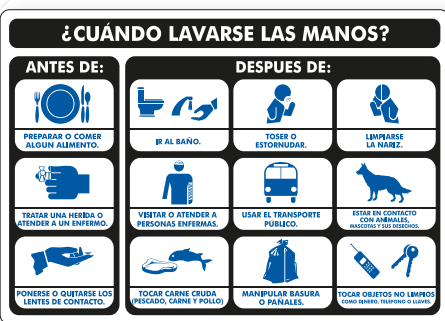 ¿CUÁNDO LAVARSE LAS MANOS?
ANTES DE:
DESPUES DE:
PREPARAR O COMER
ALGUN ALIMENTO.
IR AL BAÑO.
TOSER O
ESTORNUDAR.
LIMPIARSE
LA NARIZ.
TRATAR UNA HERIDA O
ATENDER A UN ENFERMO.
VISITAR O ATENDER A
PERSONAS ENFERMAS.
USAR EL TRANSPORTE
PÚBLICO.
ESTAR EN CONTACTO
CON ANIMALES,
MASCOTAS Y SUS DESECHOS.
PONERSE O QUITARSE LOS
LENTES DE CONTACTO.
TOCAR CARNE CRUDA
(PESCADO, CARNE Y POLLO)
MANIPULAR BASURA
O PAÑALES.
TOCAR OBJETOS NO LIMPIOS
COMO DINERO, TELEFONO O LLAVES.